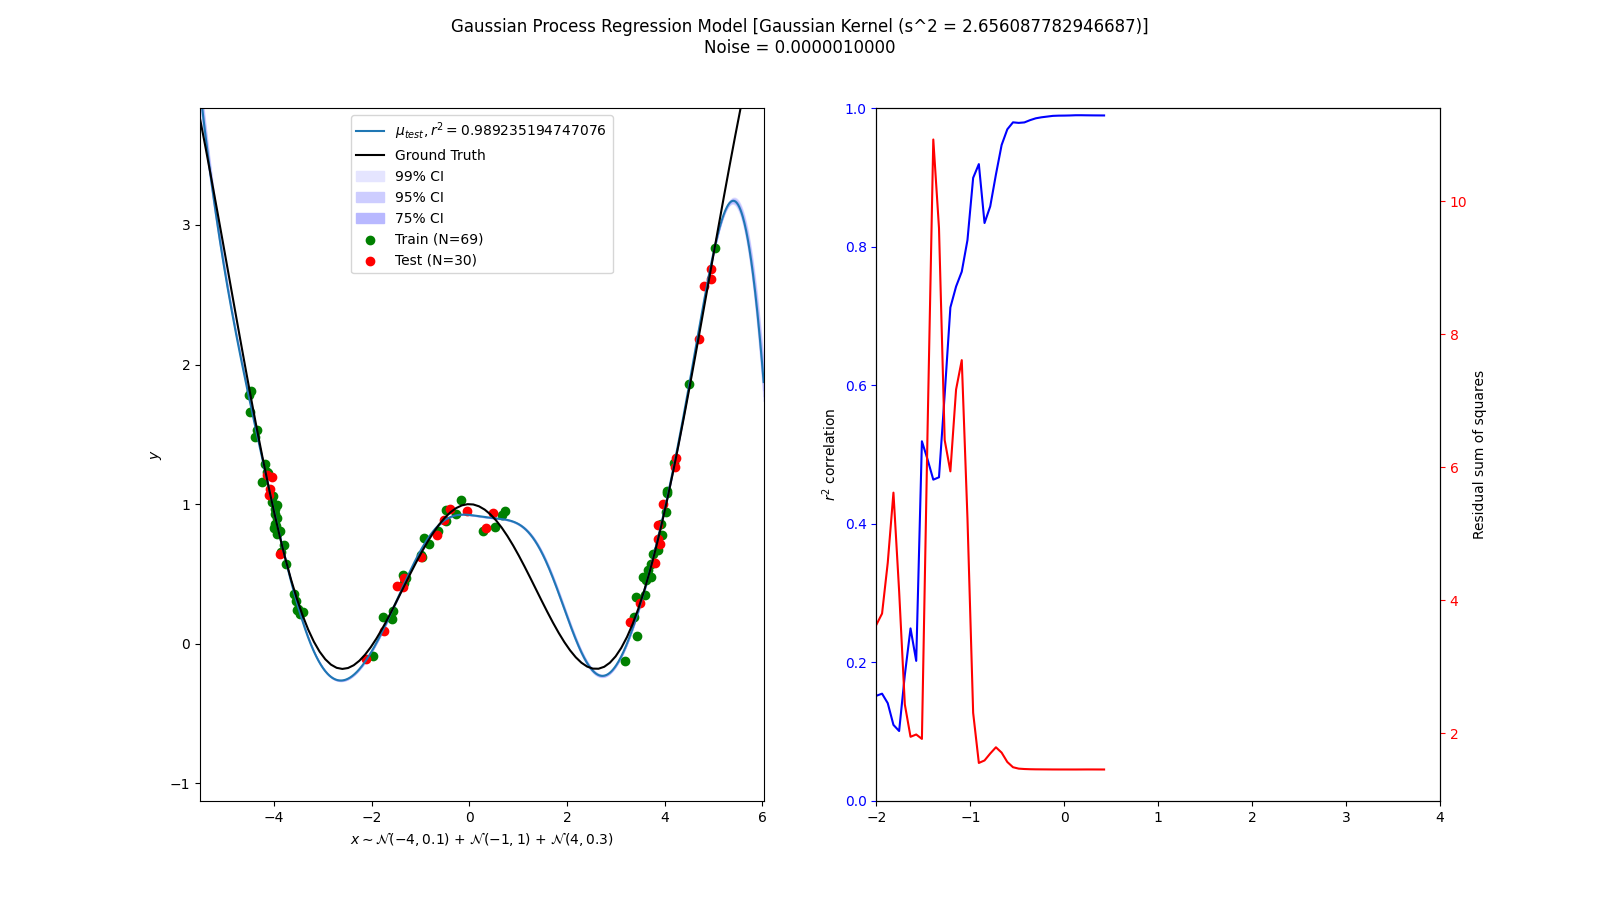 Gaussian Process Regression Model [Gaussian Kernel (s^2 = 2.656087782946687)]
Noise = 0.0000010000
μ_test, r² = 0.989235194747076
Ground Truth
99% CI
95% CI
75% CI
Train (N=69)
Test (N=30)
y
3
2
1
0
−1
−4
−2
0
2
4
6
x ∼ 𝒩(−4, 0.1) + 𝒩(−1, 1) + 𝒩(4, 0.3)
r² correlation
1.0
0.8
0.6
0.4
0.2
0.0
−2
−1
0
1
2
3
4
10
8
6
4
2
Residual sum of squares